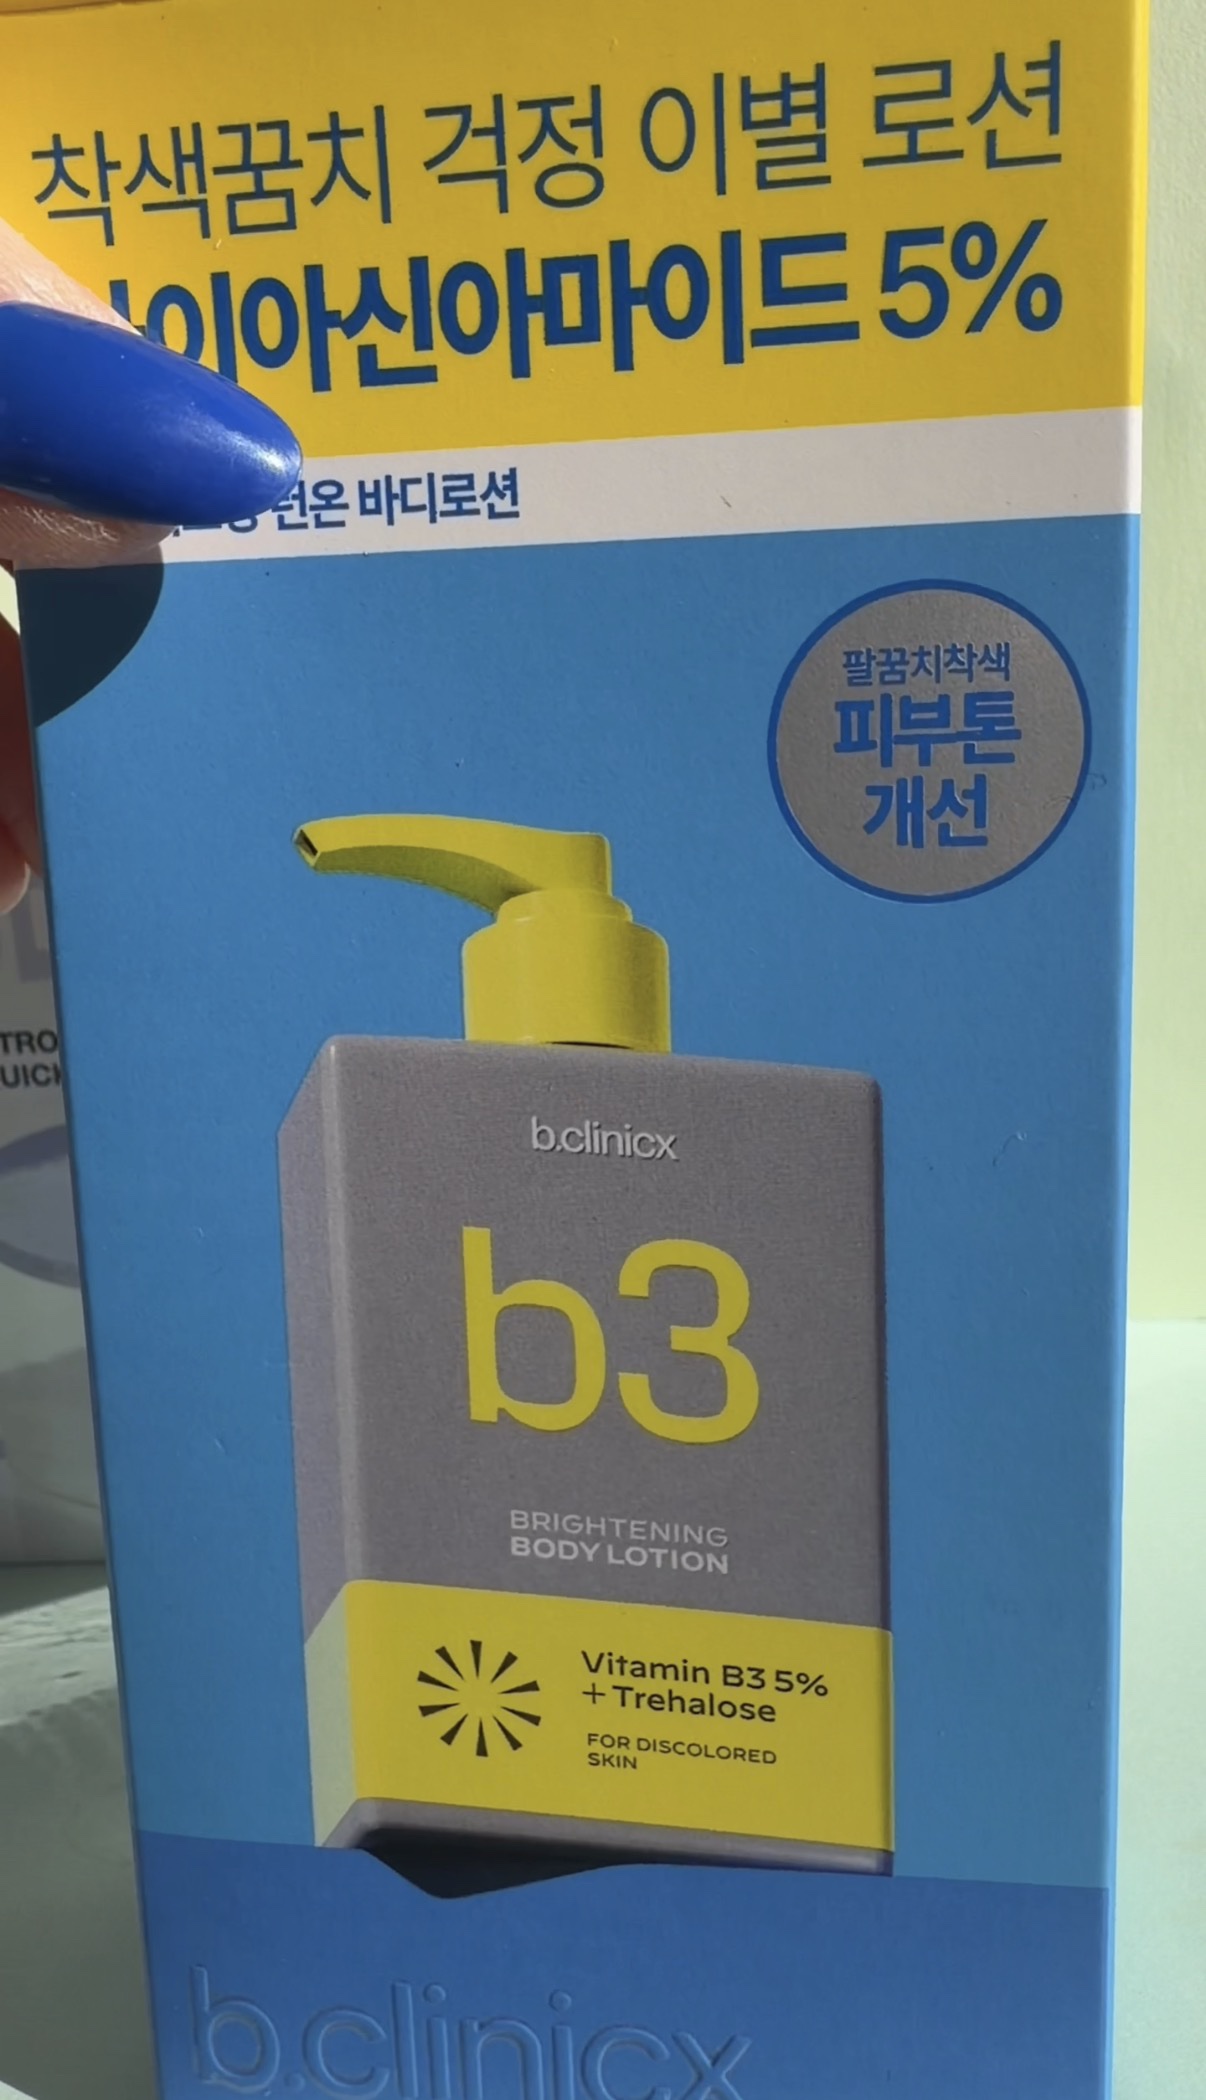 착색꿈치 걱정 이별 로션
이아신아마이드 5%
런온 바디로션
팔꿈치착색
피부톤
개선
b.clinicx
b3
BRIGHTENING
BODY LOTION
Vitamin B3 5%
+Trehalose
FOR DISCOLORED
SKIN
b.clinicx